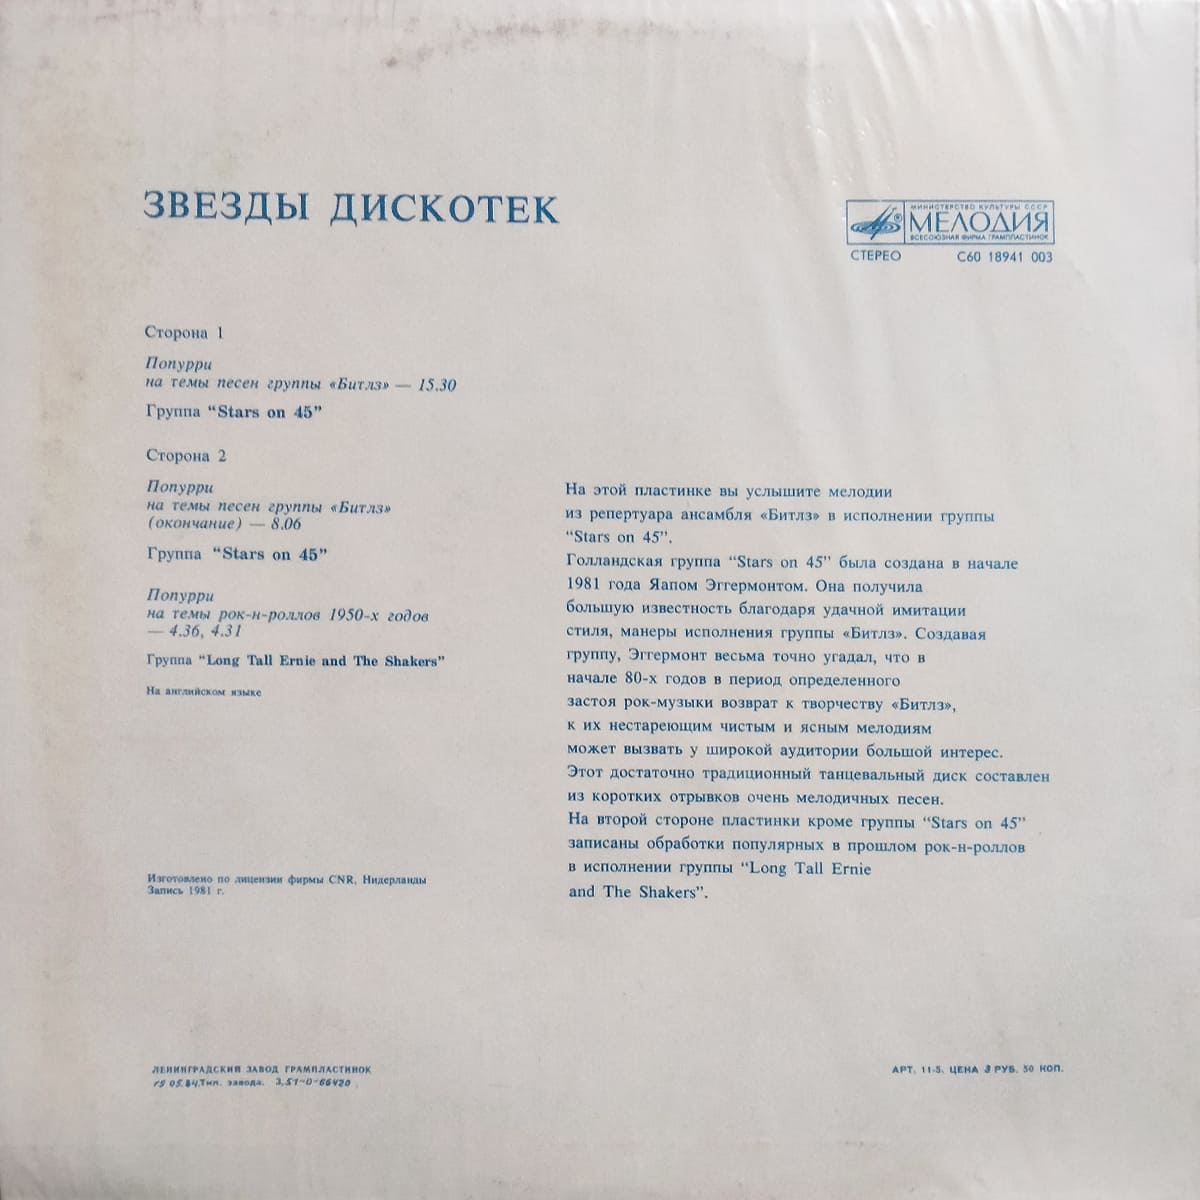 ЗВЕЗДЫ ДИСКОТЕК
МИНИСТЕРСТВО КУЛЬТУРЫ СССР
МЕЛОДИЯ
ВСЕСОЮЗНАЯ ФИРМА ГРАМПЛАСТИНОК
СТЕРЕО С60 18941 003
Сторона 1
Попурри
на темы песен группы «Битлз» — 15.30
Группа “Stars on 45”
Сторона 2
Попурри
на темы песен группы «Битлз»
(окончание) — 8.06
Группа “Stars on 45”
Попурри
на темы рок-н-роллов 1950-х годов
— 4.36, 4.31
Группа “Long Tall Ernie and The Shakers”
На английском языке
На этой пластинке вы услышите мелодии
из репертуара ансамбля «Битлз» в исполнении группы
“Stars on 45”.
Голландская группа “Stars on 45” была создана в начале
1981 года Яапом Эггермонтом. Она получила
большую известность благодаря удачной имитации
стиля, манеры исполнения группы «Битлз». Создавая
группу, Эггермонт весьма точно угадал, что в
начале 80-х годов в период определенного
застоя рок-музыки возврат к творчеству «Битлз»,
к их нестареющим чистым и ясным мелодиям
может вызвать у широкой аудитории большой интерес.
Этот достаточно традиционный танцевальный диск составлен
из коротких отрывков очень мелодичных песен.
На второй стороне пластинки кроме группы “Stars on 45”
записаны обработки популярных в прошлом рок-н-роллов
в исполнении группы “Long Tall Ernie
and The Shakers”.
Изготовлено по лицензии фирмы CNR, Нидерланды
Запись 1981 г.
ЛЕНИНГРАДСКИЙ ЗАВОД ГРАМПЛАСТИНОК
05.84. Тип. завода. 3,51-0-66420
АРТ. 11-5. ЦЕНА 3 РУБ. 50 КОП.